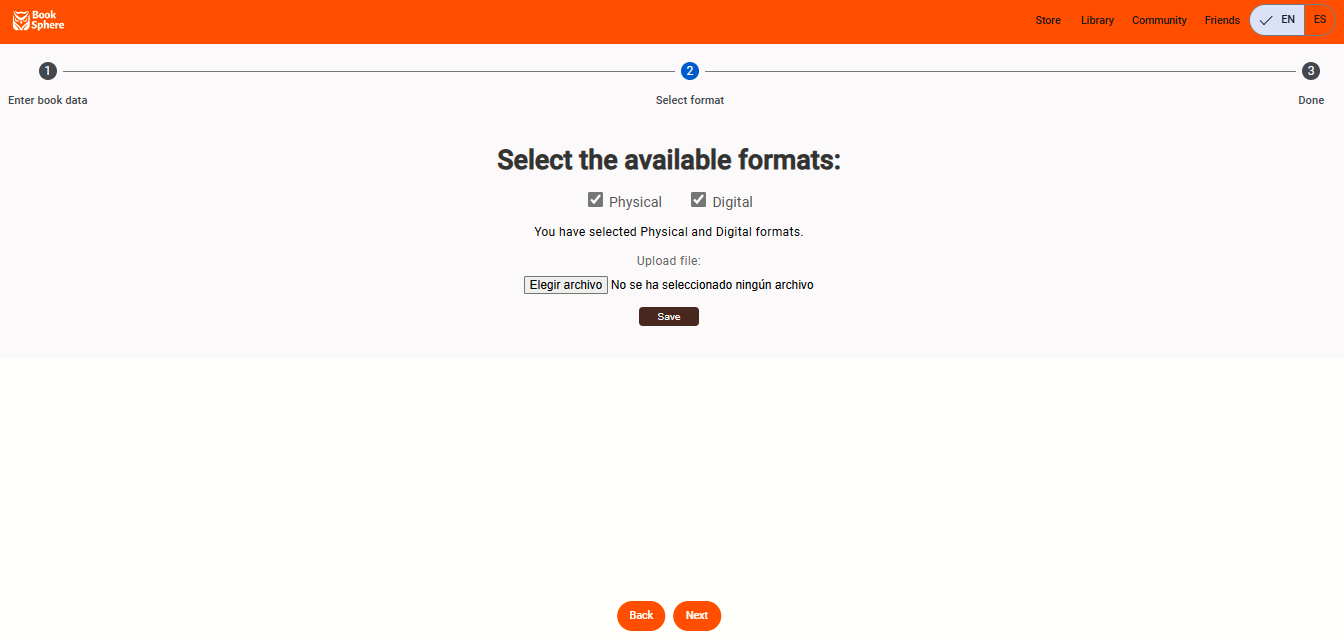 Book
Sphere
Store Library Community Friends EN ES
1 2 3
Enter book data Select format Done
Select the available formats:
Physical Digital
You have selected Physical and Digital formats.
Upload file:
Elegir archivo No se ha seleccionado ningún archivo
Save
Back Next